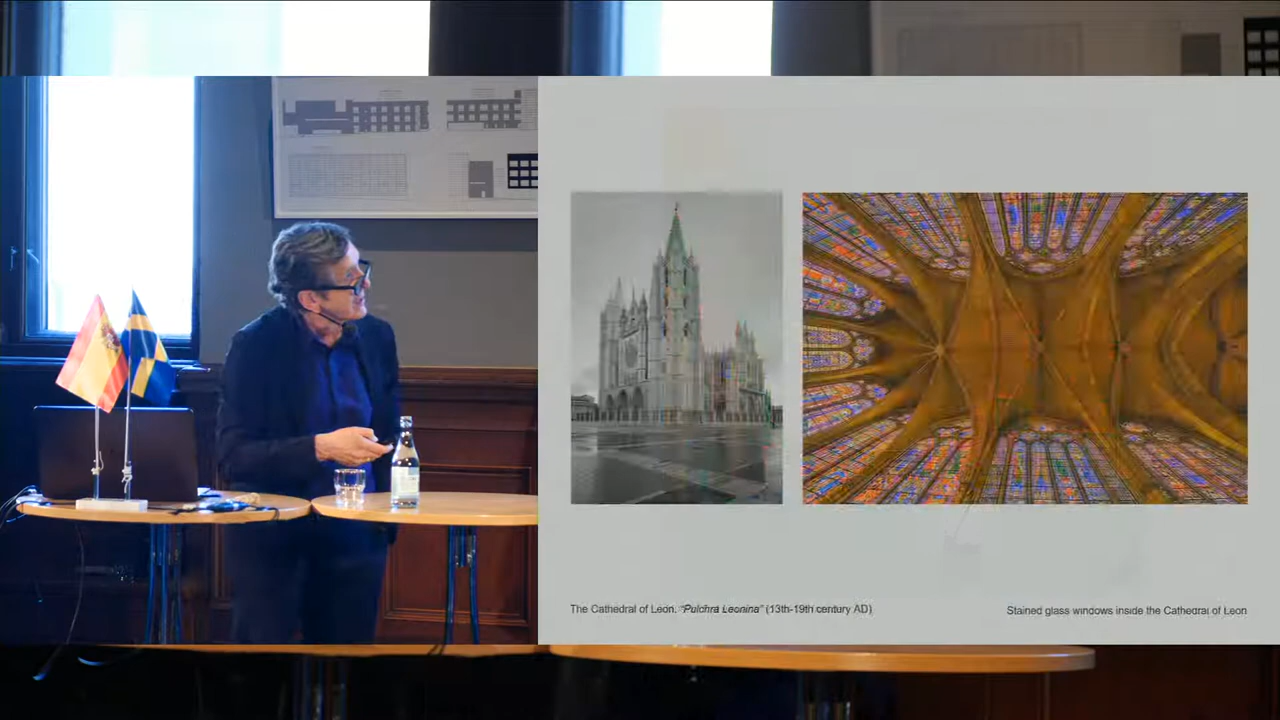 The Cathedral of Leon, "Pulchra Leonina" (13th-19th century AD)
Stained glass windows inside the Cathedral of Leon